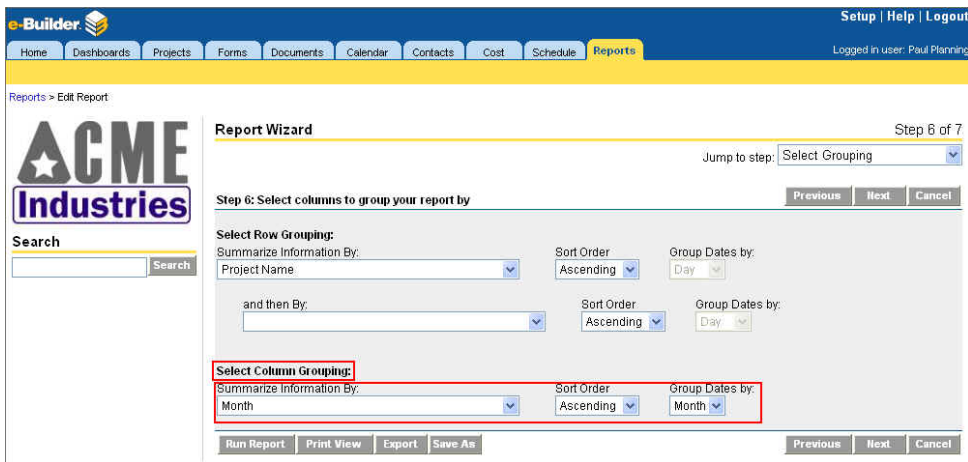 e-Builder.
Setup | Help | Logout
Home Dashboards Projects Forms Documents Calendar Contacts Cost Schedule Reports
Logged in user: Paul Planning
Reports > Edit Report
ACME
Industries
Report Wizard
Step 6 of 7
Jump to step: Select Grouping
Step 6: Select columns to group your report by
Previous Next Cancel
Search
Search
Select Row Grouping:
Summarize Information By: Sort Order Group Dates by:
Project Name Ascending Day
and then By: Sort Order Group Dates by:
Ascending Day
Select Column Grouping:
Summarize Information By: Sort Order Group Dates by:
Month Ascending Month
Run Report Print View Export Save As Previous Next Cancel